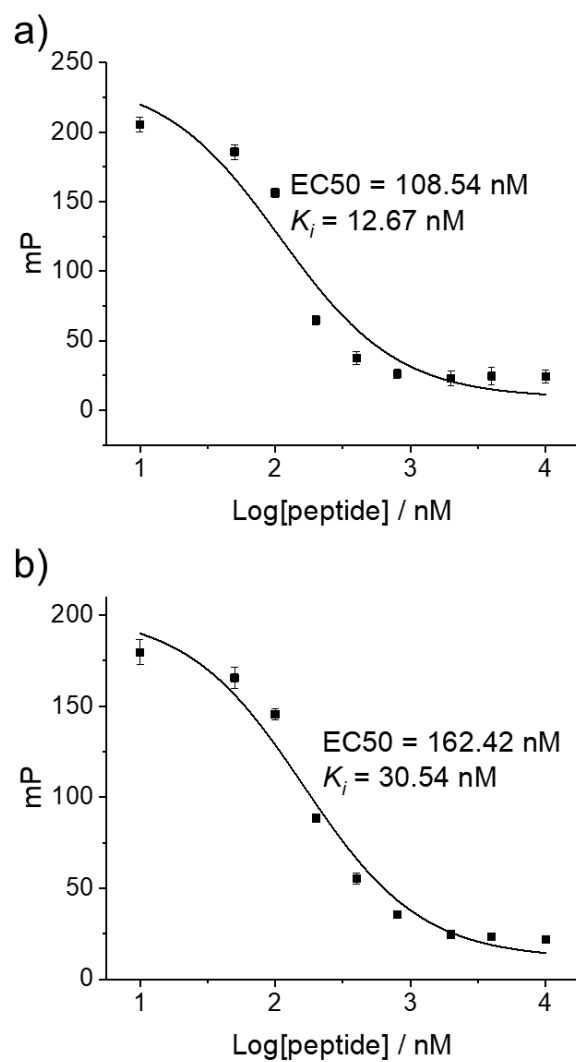 a)
250
200
150
100
50
0
mP
EC50 = 108.54 nM
Ki = 12.67 nM
1 2 3 4
Log[peptide] / nM
b)
200
150
100
50
0
mP
EC50 = 162.42 nM
Ki = 30.54 nM
1 2 3 4
Log[peptide] / nM